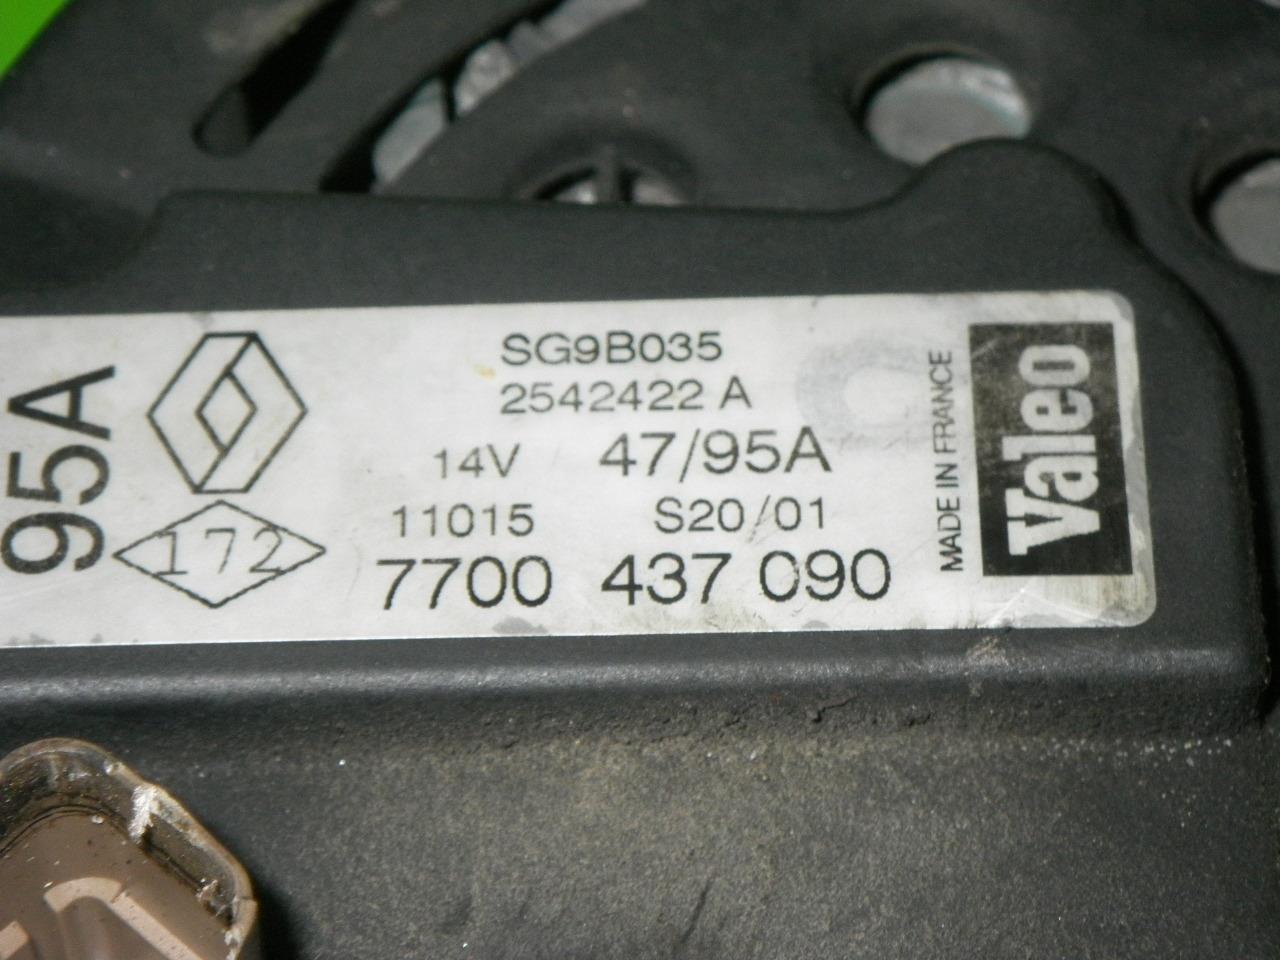 95A
172
SG9B035
2542422 A
14V 47/95A
11015 S20/01
7700 437 090
MADE IN FRANCE
Valeo